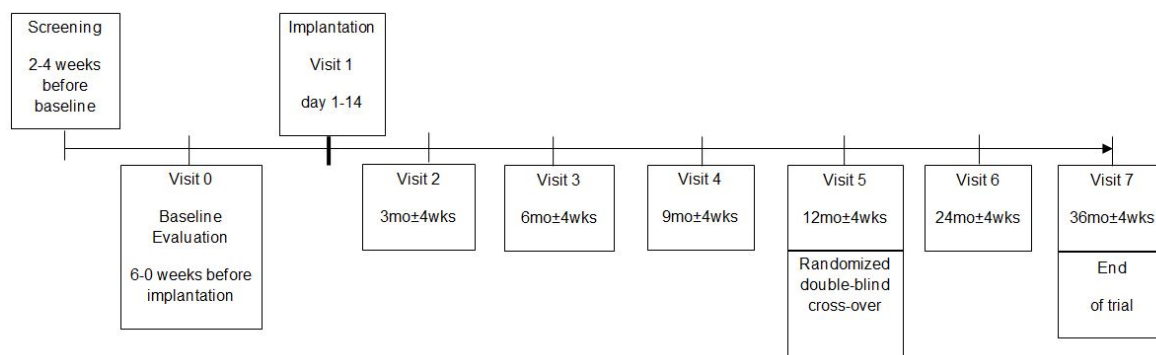 Screening
2-4 weeks
before
baseline
Implantation
Visit 1
day 1-14
Visit 0
Baseline
Evaluation
6-0 weeks before
implantation
Visit 2
3mo±4wks
Visit 3
6mo±4wks
Visit 4
9mo±4wks
Visit 5
12mo±4wks
Randomized
double-blind
cross-over
Visit 6
24mo±4wks
Visit 7
36mo±4wks
End
of trial